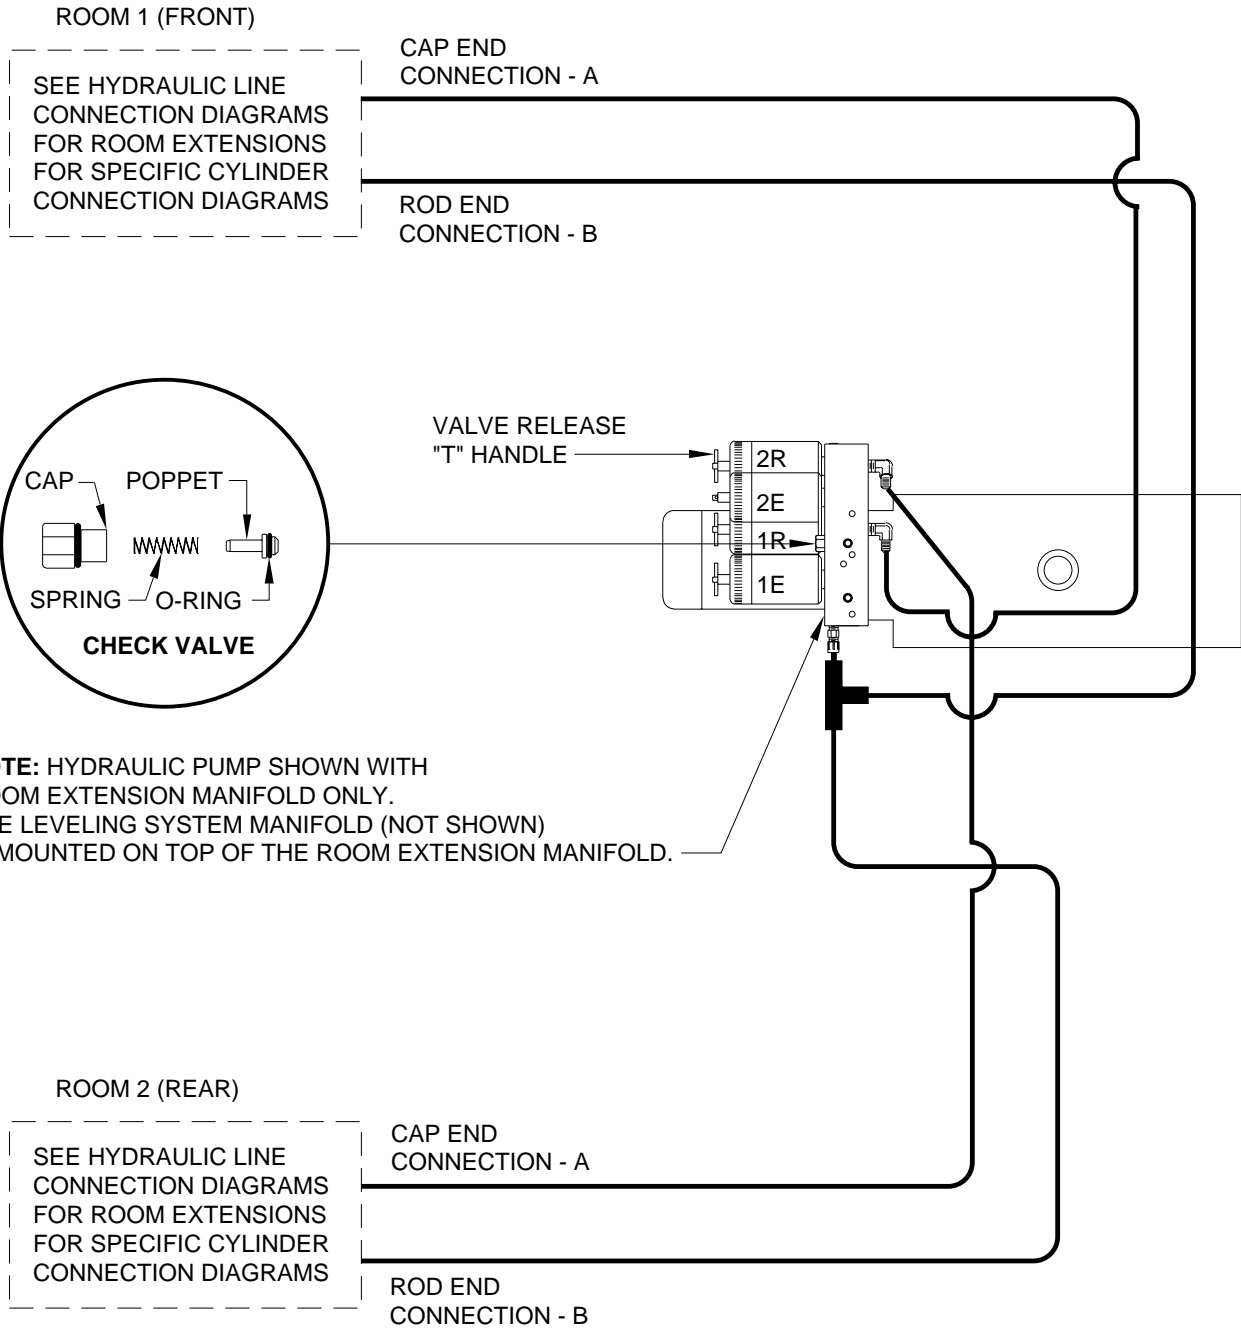 ROOM 1 (FRONT)
SEE HYDRAULIC LINE
CONNECTION DIAGRAMS
FOR ROOM EXTENSIONS
FOR SPECIFIC CYLINDER
CONNECTION DIAGRAMS
CAP END
CONNECTION - A
ROD END
CONNECTION - B
VALVE RELEASE
"T" HANDLE
2R
2E
1R
1E
CAP
POPPET
SPRING
O-RING
CHECK VALVE
OTE: HYDRAULIC PUMP SHOWN WITH
OOM EXTENSION MANIFOLD ONLY.
E LEVELING SYSTEM MANIFOLD (NOT SHOWN)
MOUNTED ON TOP OF THE ROOM EXTENSION MANIFOLD.
ROOM 2 (REAR)
SEE HYDRAULIC LINE
CONNECTION DIAGRAMS
FOR ROOM EXTENSIONS
FOR SPECIFIC CYLINDER
CONNECTION DIAGRAMS
CAP END
CONNECTION - A
ROD END
CONNECTION - B